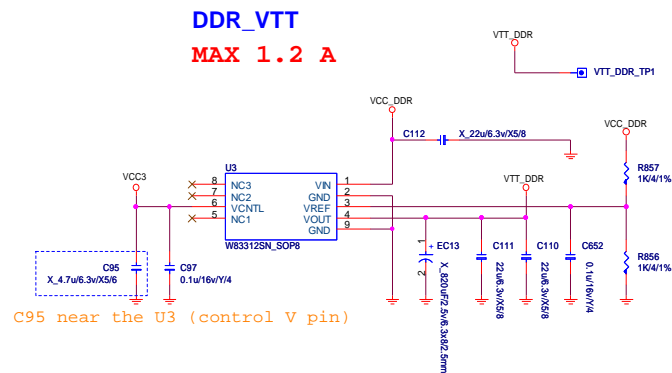 DDR_VTT
MAX 1.2 A
VTT_DDR
VTT_DDR_TP1
VCC_DDR
C112
X_22u/6.3v/X5/8
VCC_DDR
R857
1K/4/1%
VCC3
U3
8 NC3 VIN 1
7 NC2 GND 2
6 VCNTL VREF 3
5 NC1 VOUT 4
GND 9
W83312SN_SOP8
VTT_DDR
C95
X_4.7u/6.3v/X5/6
C97
0.1u/16v/Y/4
1
+ EC13
2
X_820uF/2.5v/6.3x8/2.5mm
C111
22u/6.3v/X5/8
C110
22u/6.3v/X5/8
C652
0.1u/16v/Y/4
R856
1K/4/1%
C95 near the U3 (control V pin)